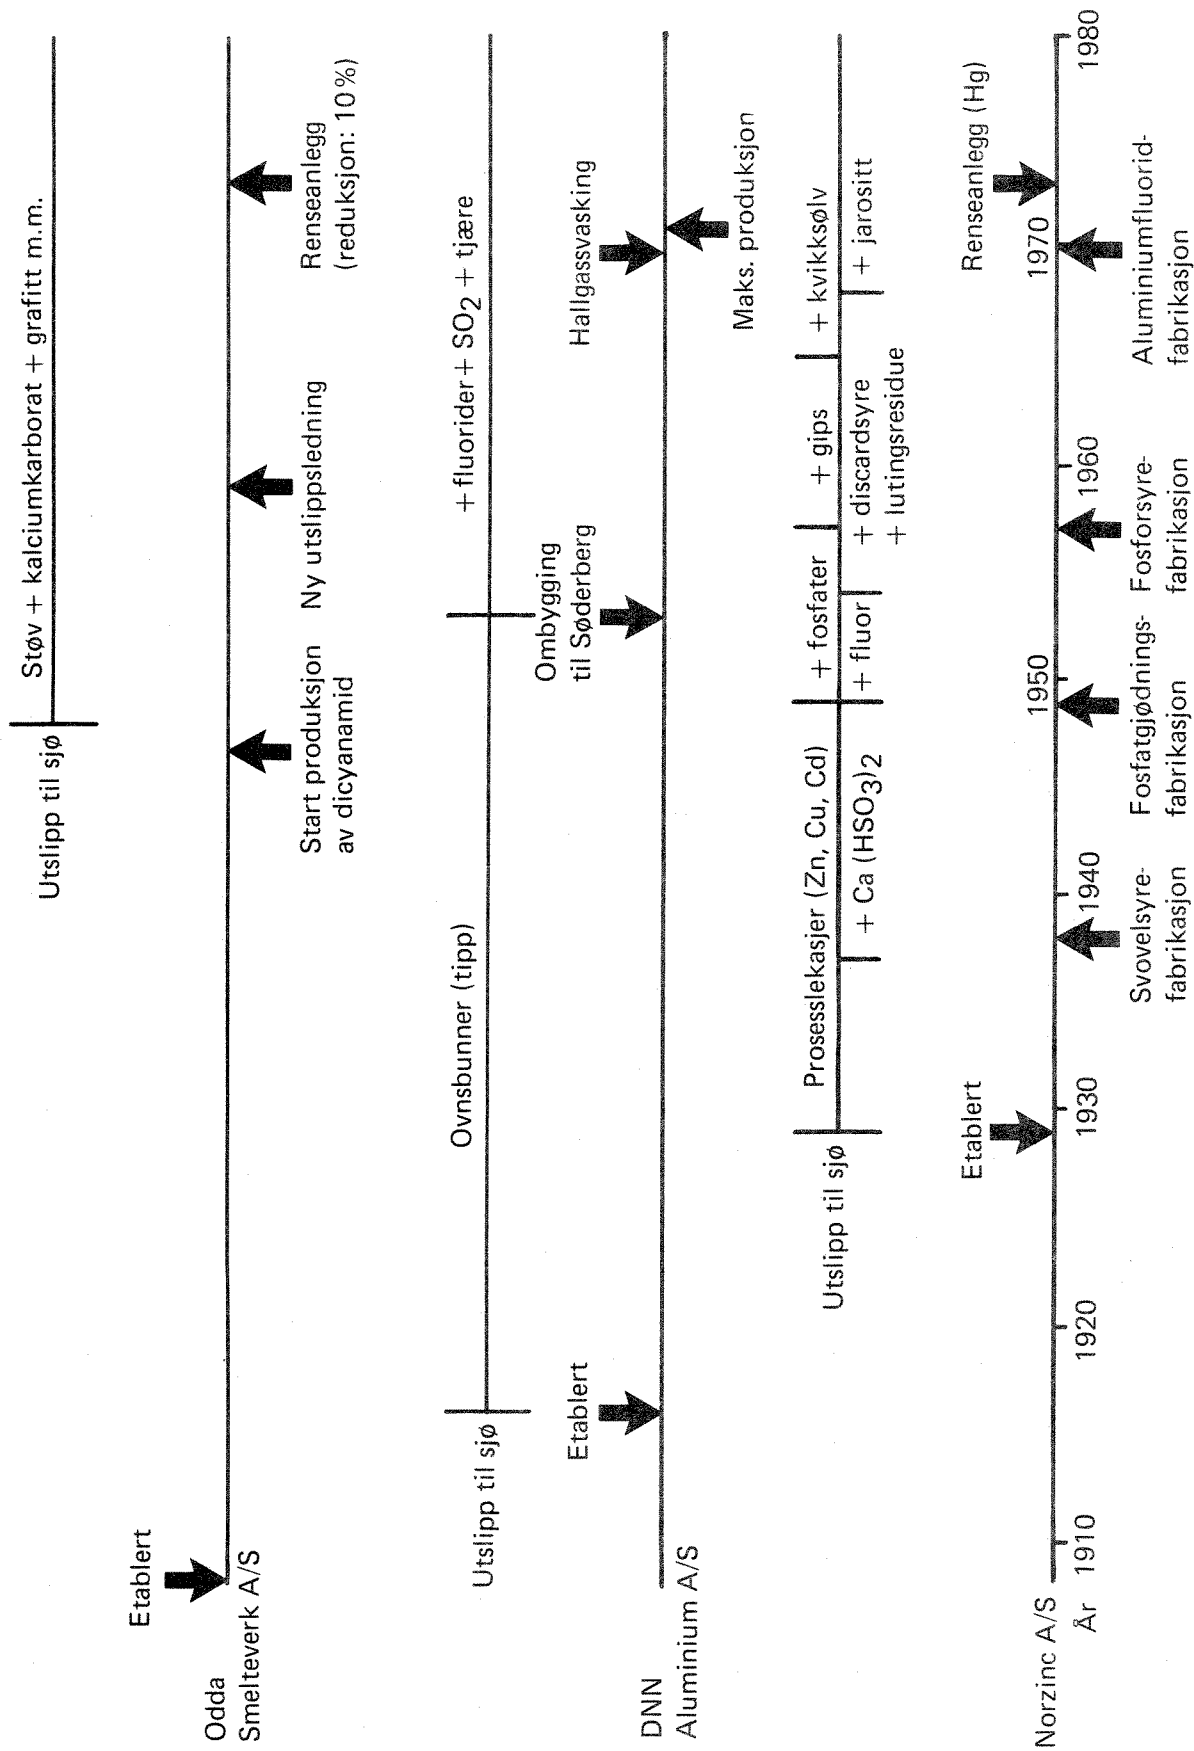 Støv + kalciumkarborat + grafitt m.m.
Utslipp til sjø
Etablert
Odda
Smelteverk A/S
Start produksjon
av dicyanamid
Ny utslippsledning
Renseanlegg
(reduksjon: 10%)
Ovnsbunner (tipp)
+ fluorider + SO2 + tjære
Utslipp til sjø
Etablert
Ombygging
til Søderberg
Hallgassvasking
DNN
Aluminium A/S
Maks. produksjon
Prosesslekasjer (Zn, Cu, Cd)
+ fosfater
+ gips
+ kvikksølv
Utslipp til sjø
+ Ca (HSO3)2
+ fluor
+ discardsyre
+ lutingsresidue
+ jarositt
Etablert
Renseanlegg (Hg)
1950
1970
Norzinc A/S
År
1910
1920
1930
1940
1960
1980
Svovelsyre-
fabrikasjon
Fosfatgjødnings-
fabrikasjon
Fosforsyre-
fabrikasjon
Aluminiumfluorid-
fabrikasjon